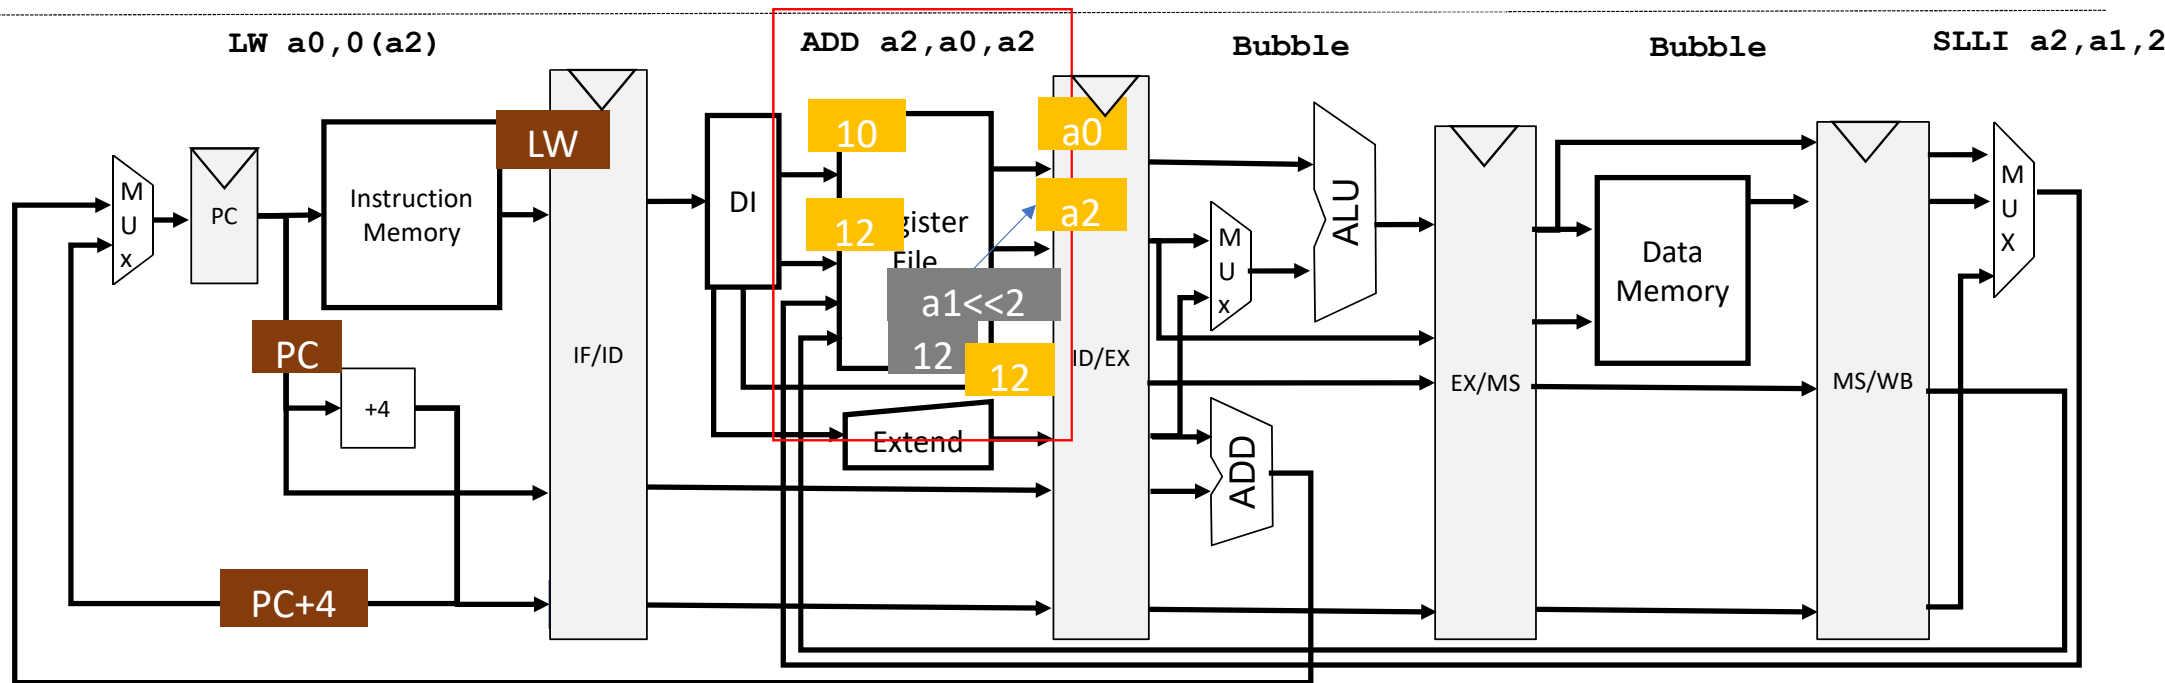 LW a0,0(a2)
ADD a2,a0,a2
Bubble
Bubble
SLLI a2,a1,2
LW
10
a0
12
a2
M
U
x
PC
Instruction
Memory
DI
gister
File
a1<<2
12
12
PC
+4
PC+4
IF/ID
Extend
ID/EX
M
U
x
ALU
ADD
EX/MS
Data
Memory
MS/WB
M
U
X